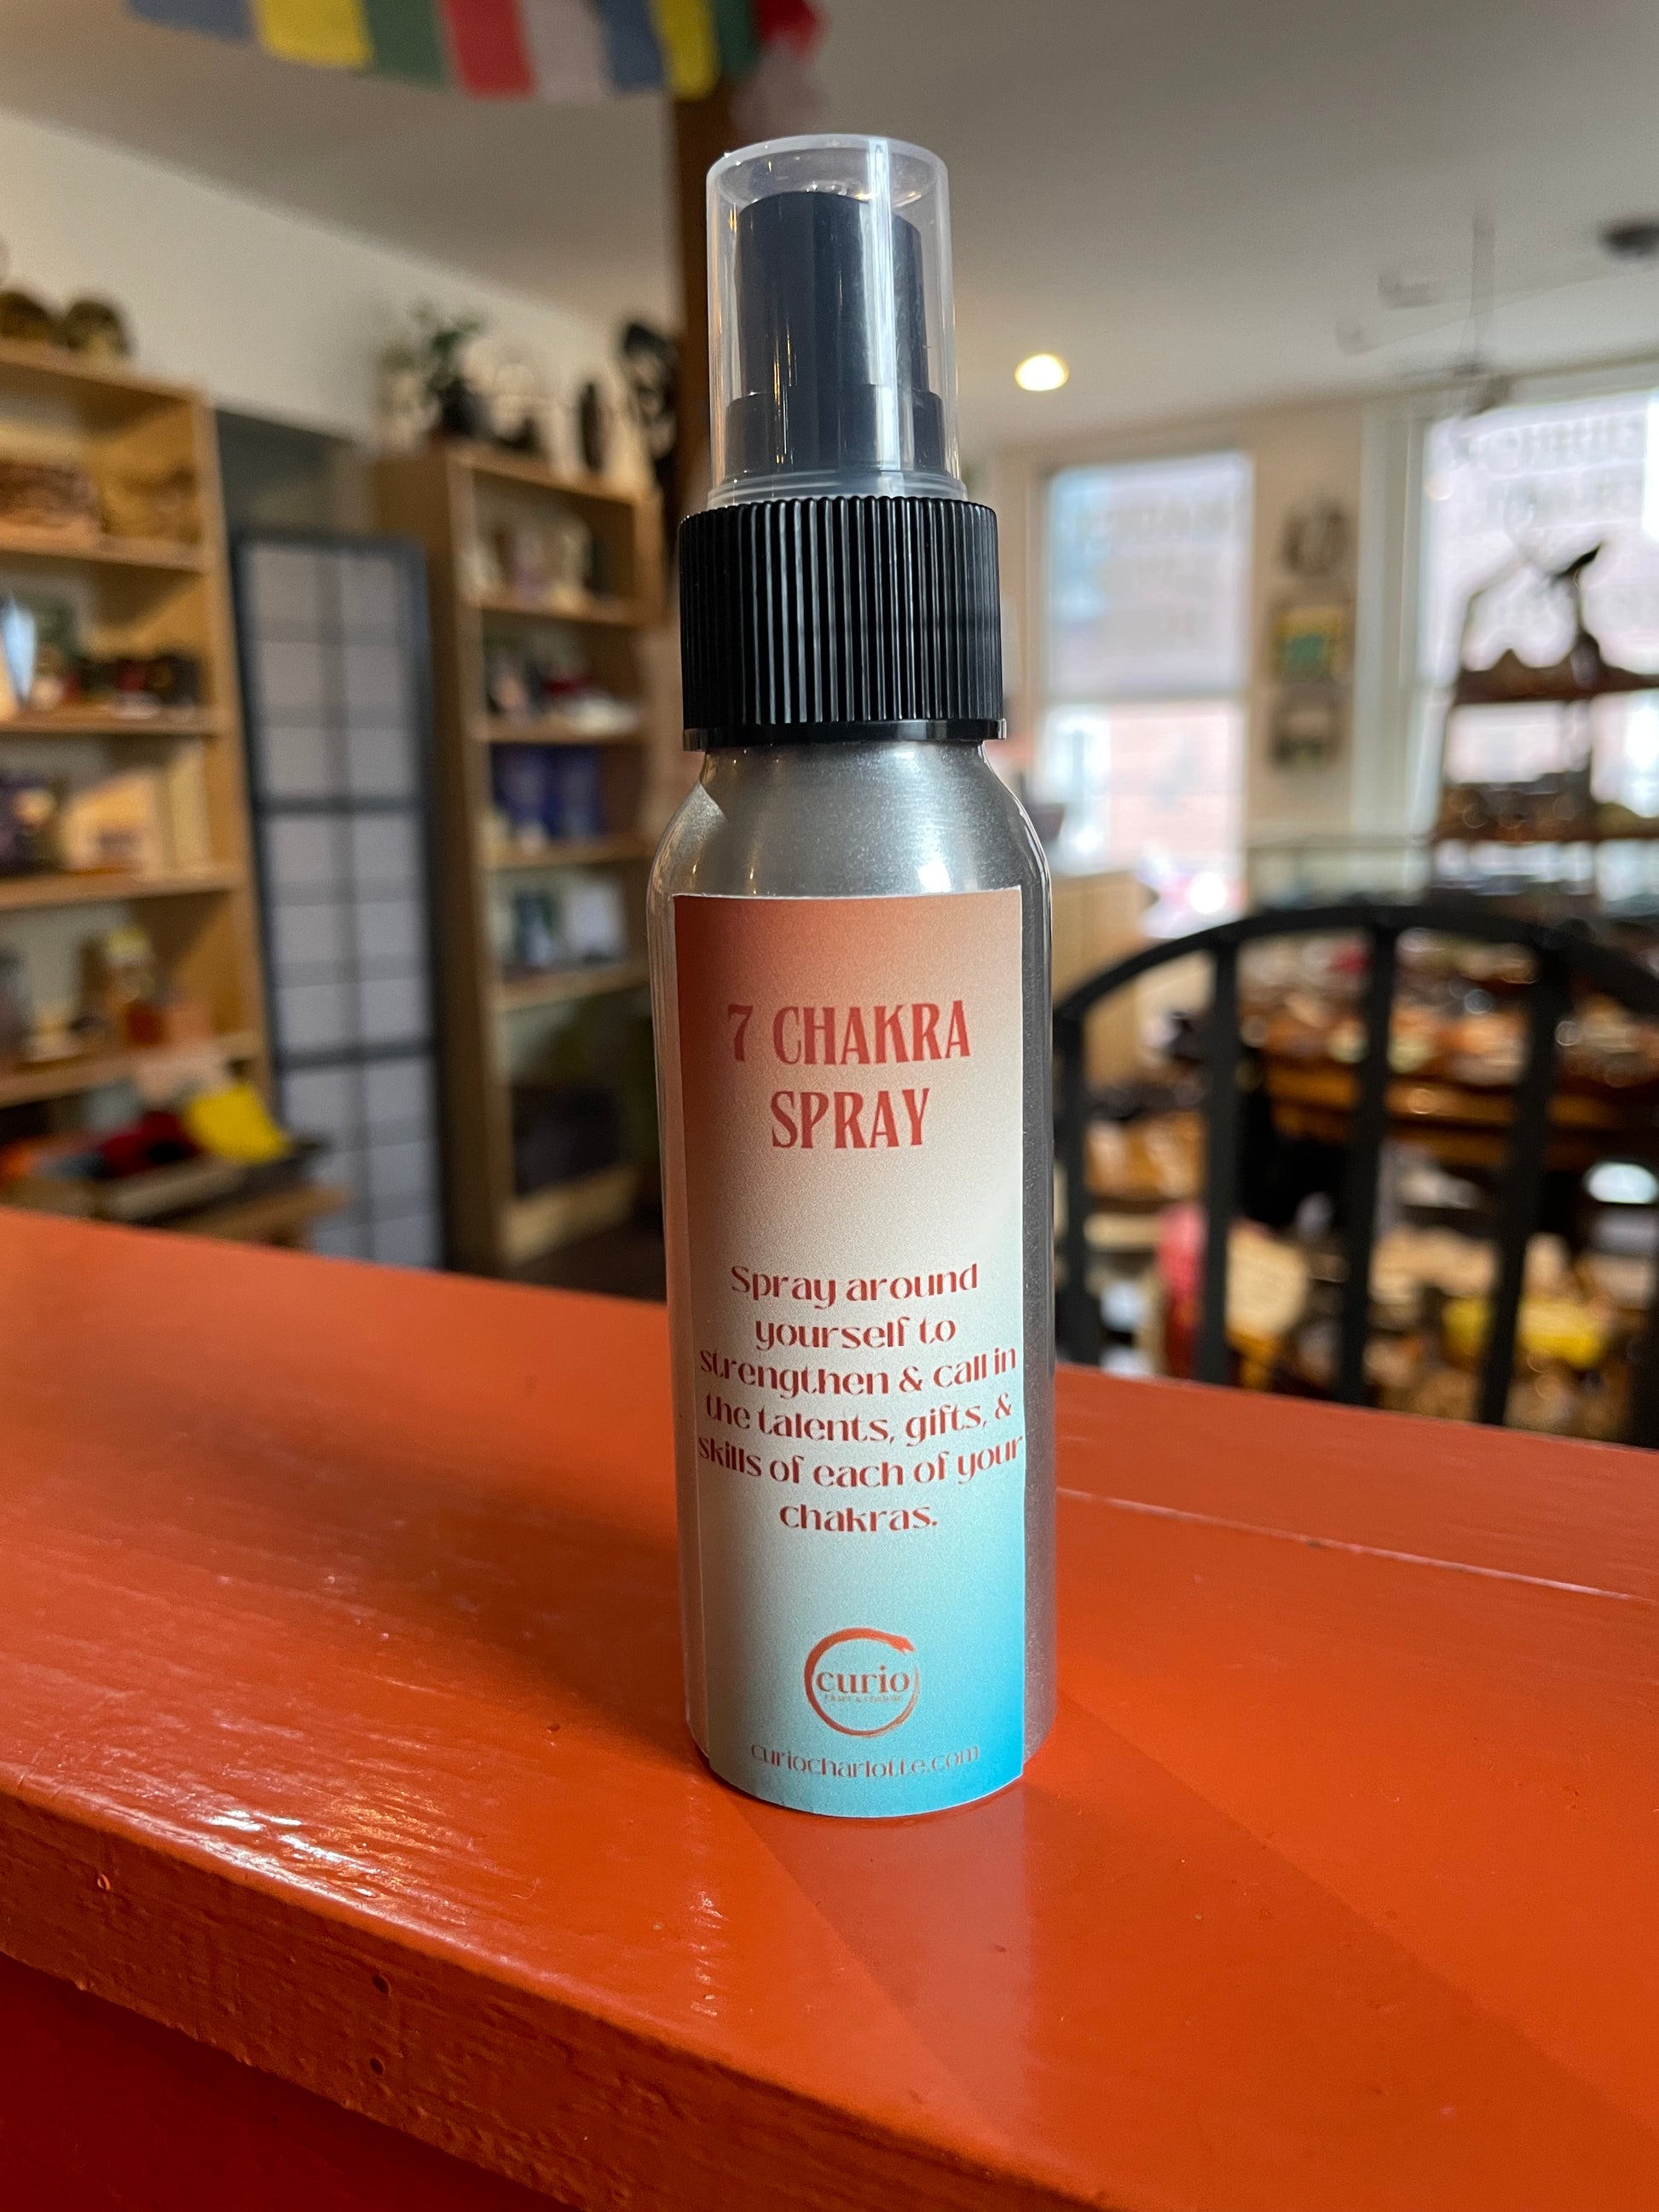 7 CHAKRA
SPRAY
Spray around
yourself to
strengthen & call in
the talents, gifts, &
skills of each of your
chakras.
curio
curiocharlotte.com